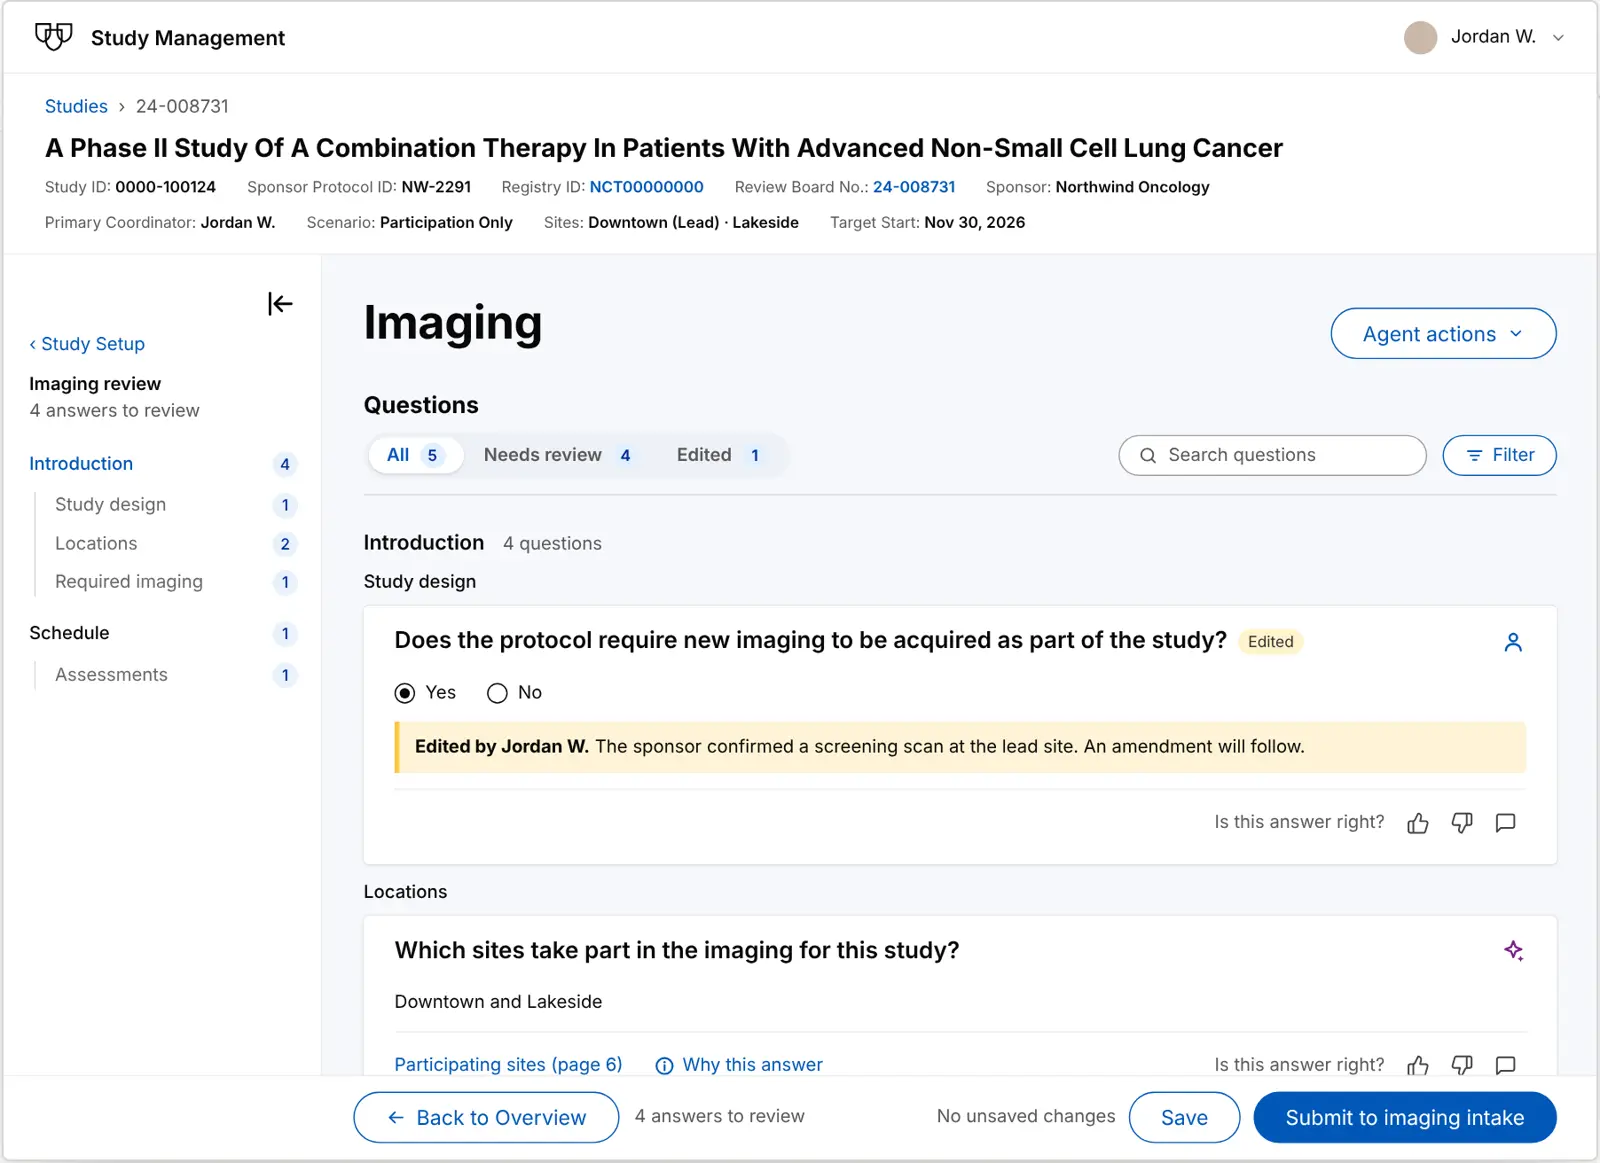 Study Management
Jordan W.
Studies › 24-008731
A Phase II Study Of A Combination Therapy In Patients With Advanced Non-Small Cell Lung Cancer
Study ID: 0000-100124 Sponsor Protocol ID: NW-2291 Registry ID: NCT00000000 Review Board No.: 24-008731 Sponsor: Northwind Oncology
Primary Coordinator: Jordan W. Scenario: Participation Only Sites: Downtown (Lead) · Lakeside Target Start: Nov 30, 2026
‹ Study Setup
Imaging review
4 answers to review
Introduction 4
Study design 1
Locations 2
Required imaging 1
Schedule 1
Assessments 1
Imaging
Agent actions
Questions
All 5 Needs review 4 Edited 1
Search questions
Filter
Introduction 4 questions
Study design
Does the protocol require new imaging to be acquired as part of the study? Edited
Yes No
Edited by Jordan W. The sponsor confirmed a screening scan at the lead site. An amendment will follow.
Is this answer right?
Locations
Which sites take part in the imaging for this study?
Downtown and Lakeside
Participating sites (page 6) Why this answer Is this answer right?
← Back to Overview 4 answers to review No unsaved changes Save Submit to imaging intake